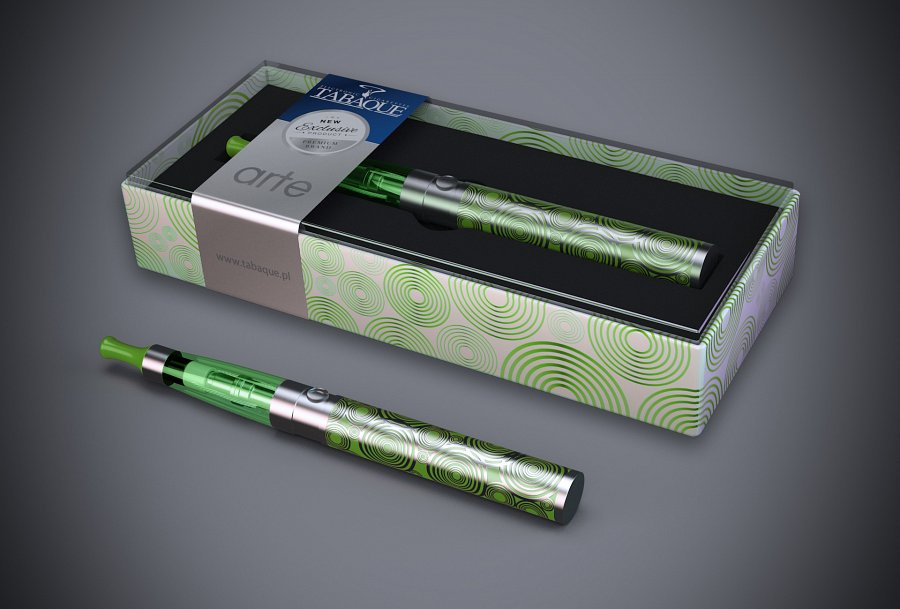 TABAQUE
NEW
Exclusive
PRODUCT
PREMIUM
BRAND
arte
www.tabaque.pl